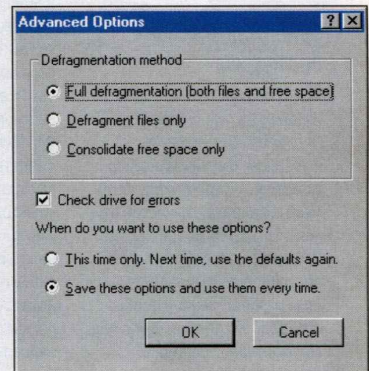 Advanced Options
Defragmentation method
Full defragmentation (both files and free space)
Defragment files only
Consolidate free space only
Check drive for errors
When do you want to use these options?
This time only. Next time, use the defaults again.
Save these options and use them every time.
OK
Cancel